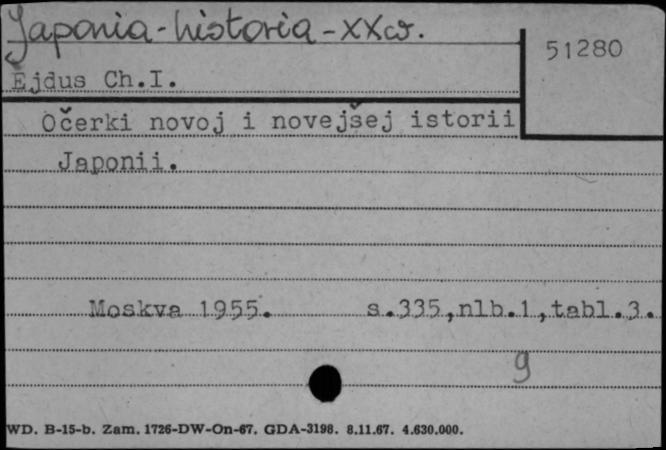 Japonia-historia-XXw.
51280
Ejdus Ch.I.
Očerki novoj i novejšej istorii
Japonii.
Moskva 1955. s.335,nlb.1,tabl.3.
9
WD. B-15-b. Zam. 1726-DW-On-67. GDA-3198. 8.11.67. 4.630.000.